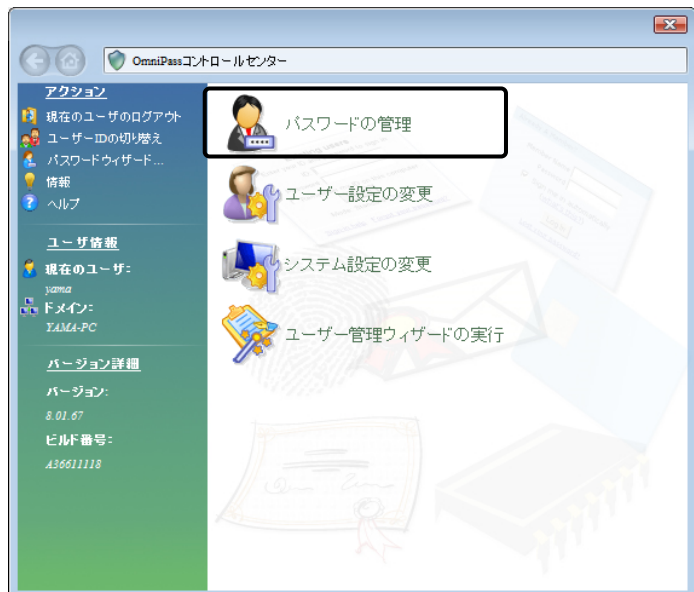 OmniPassコントロールセンター
アクション
現在のユーザのログアウト
ユーザーIDの切り替え
パスワードウィザード...
情報
ヘルプ
ユーザ情報
現在のユーザ:
yama
ドメイン:
YAMA-PC
バージョン詳細
バージョン:
8.01.67
ビルド番号:
A36611118
パスワードの管理
ユーザー設定の変更
システム設定の変更
ユーザー管理ウィザードの実行